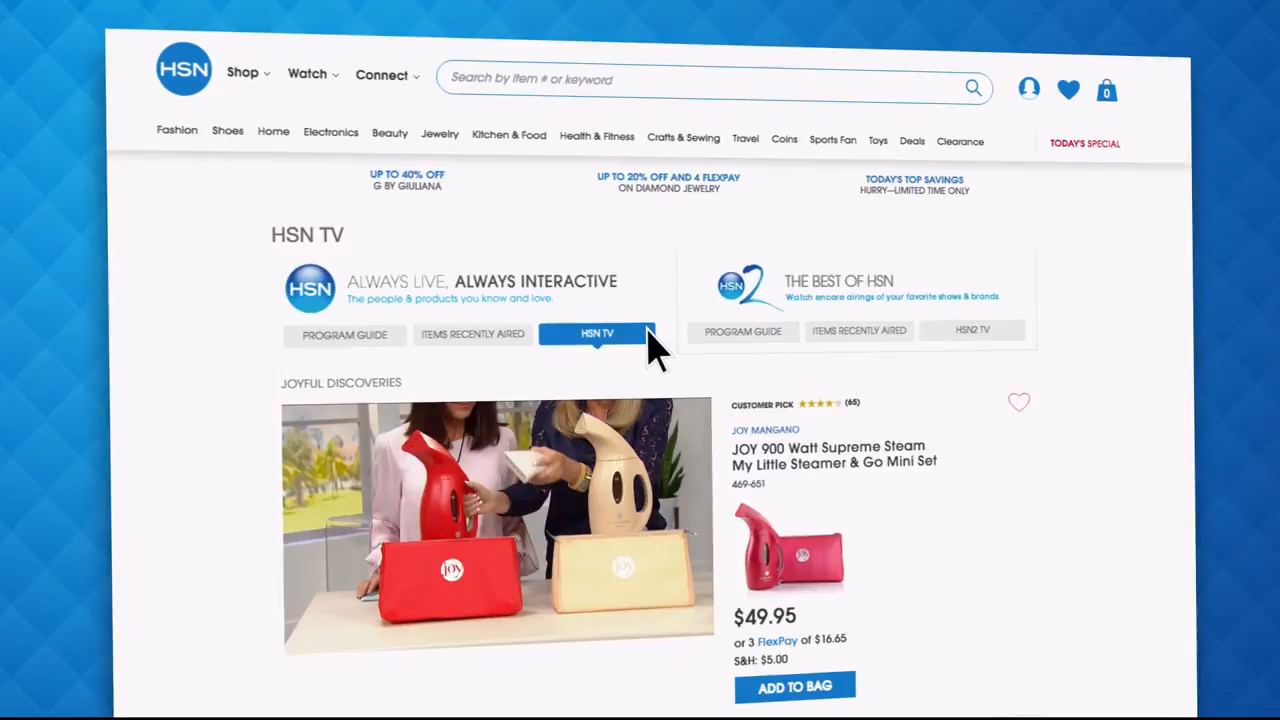 HSN
Shop
Watch
Connect
Search by item # or keyword
0
Fashion
Shoes
Home
Electronics
Beauty
Jewelry
Kitchen & Food
Health & Fitness
Crafts & Sewing
Travel
Coins
Sports Fan
Toys
Deals
Clearance
TODAY'S SPECIAL
UP TO 40% OFF
G BY GIULIANA
UP TO 20% OFF AND 4 FLEXPAY
ON DIAMOND JEWELRY
TODAY'S TOP SAVINGS
HURRY—LIMITED TIME ONLY
HSN TV
HSN
ALWAYS LIVE, ALWAYS INTERACTIVE
The people & products you know and love.
PROGRAM GUIDE
ITEMS RECENTLY AIRED
HSN TV
HSN2
THE BEST OF HSN
Watch encore airings of your favorite shows & brands.
PROGRAM GUIDE
ITEMS RECENTLY AIRED
HSN2 TV
JOYFUL DISCOVERIES
joy
joy
CUSTOMER PICK
(65)
JOY MANGANO
JOY 900 Watt Supreme Steam
My Little Steamer & Go Mini Set
469-651
joy
$49.95
or 3 FlexPay of $16.65
S&H: $5.00
ADD TO BAG